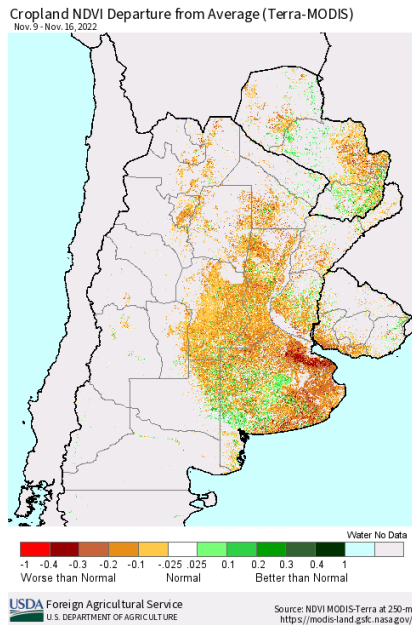 Cropland NDVI Departure from Average (Terra-MODIS)
Nov. 9 - Nov. 16, 2022
Water No Data
-1 -0.4 -0.3 -0.2 -0.1 -.025 .025 0.1 0.2 0.3 0.4 1
Worse than Normal Normal Better than Normal
USDA Foreign Agricultural Service
U.S. DEPARTMENT OF AGRICULTURE
Source: NDVI MODIS-Terra at 250-m
https://modis-land.gsfc.nasa.gov/